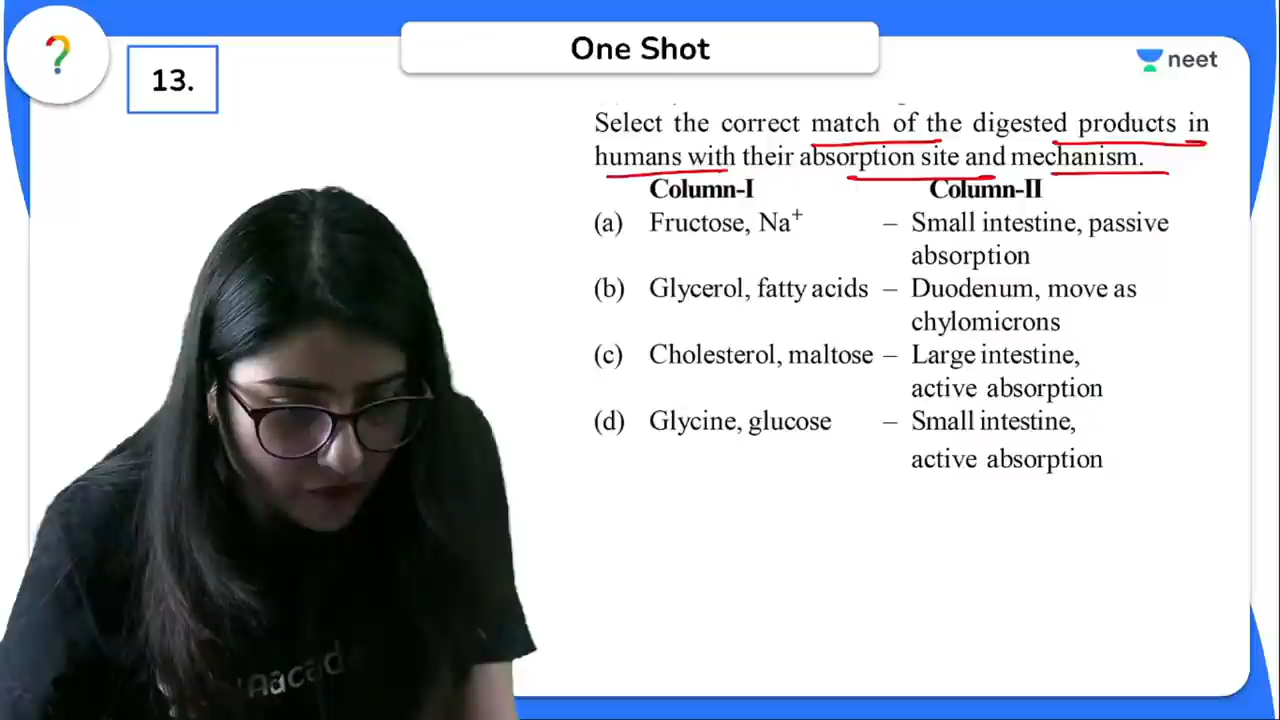 ?
13.
One Shot
neet
Select the correct match of the digested products in
humans with their absorption site and mechanism.
Column-I Column-II
(a) Fructose, Na⁺ – Small intestine, passive
absorption
(b) Glycerol, fatty acids – Duodenum, move as
chylomicrons
(c) Cholesterol, maltose – Large intestine,
active absorption
(d) Glycine, glucose – Small intestine,
active absorption